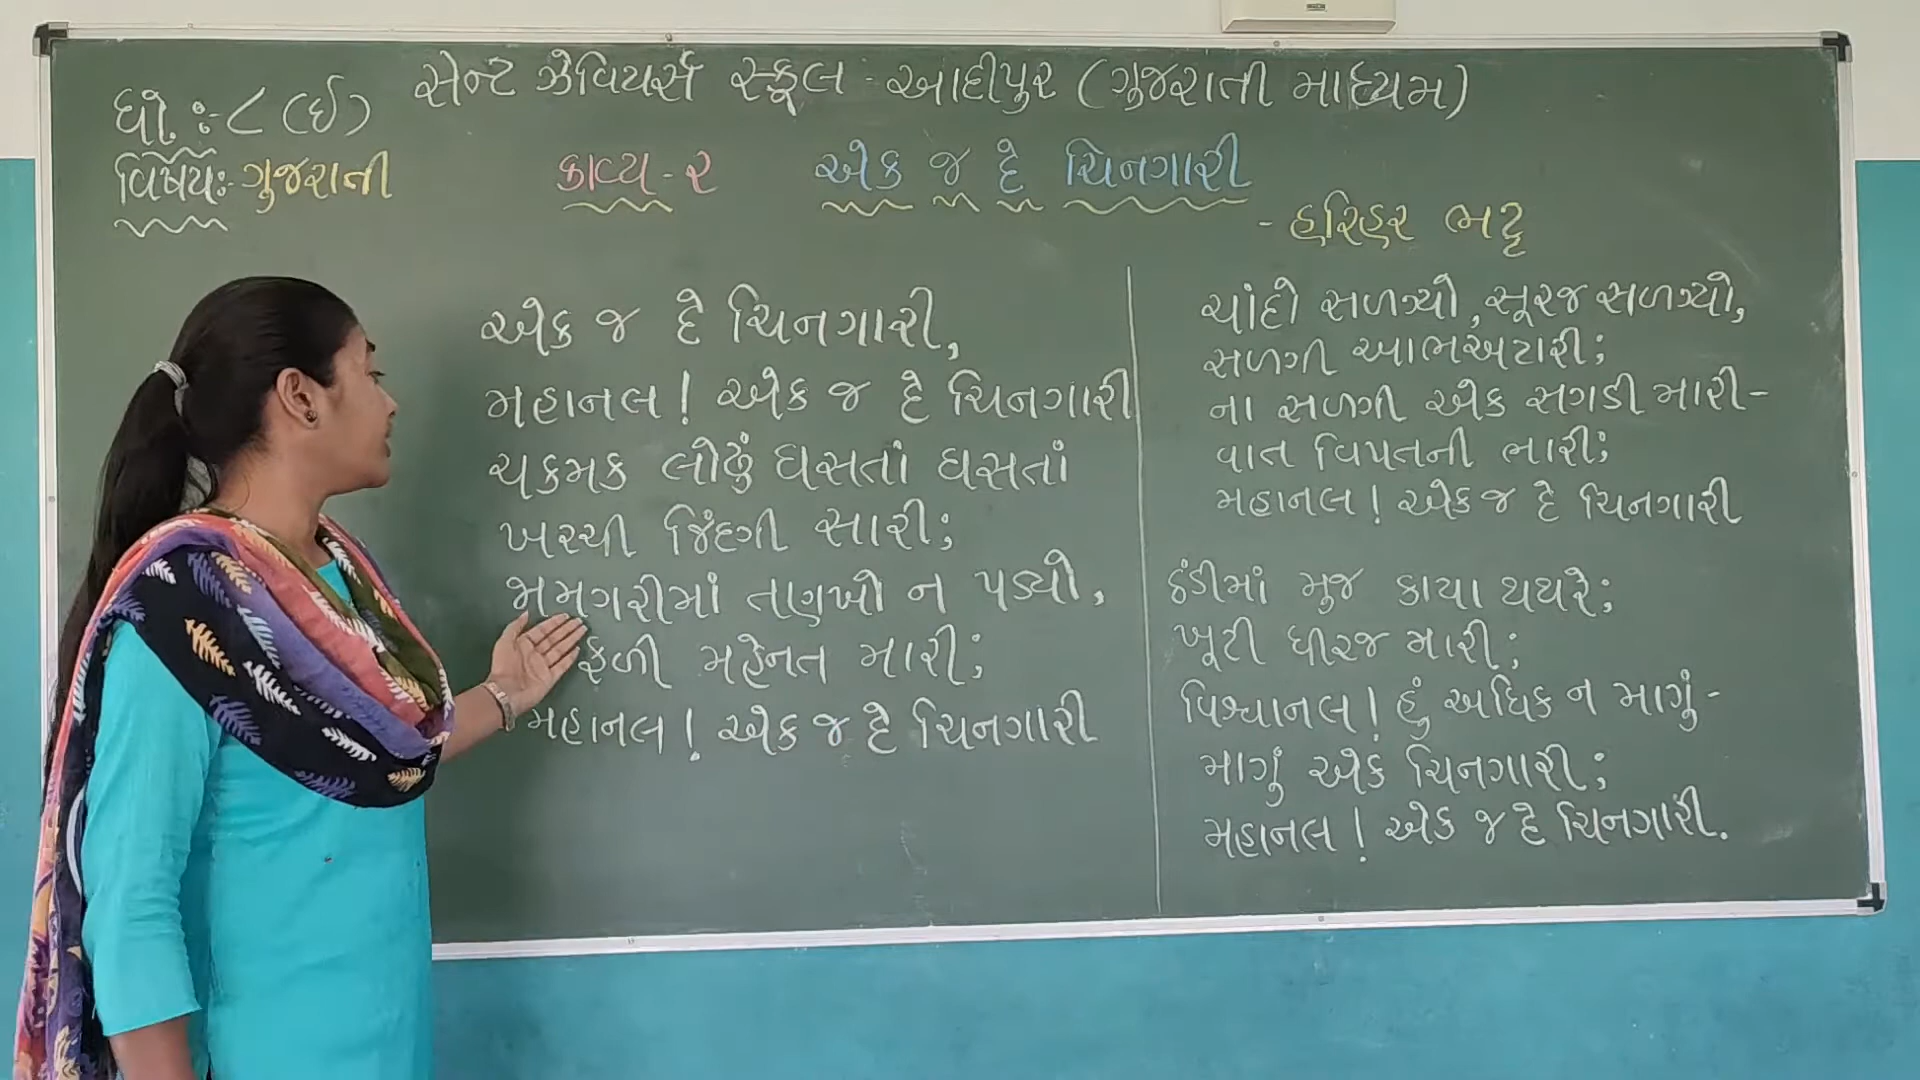 સેન્ટ ઝેવિયર્સ સ્કૂલ - આદીપુર (ગુજરાતી માધ્યમ)
ધો. :- ૮ (ઈ)
વિષય:- ગુજરાતી
કાવ્ય - ૨
એક જ દે ચિનગારી
- હરિહર ભટ્ટ
એક જ દે ચિનગારી,
મહાનલ! એક જ દે ચિનગારી
ચકમક લોઢું ઘસતાં ઘસતાં
ખરચી જિંદગી સારી;
જામગરીમાં તણખો ન પડ્યો,
ફળી મહેનત મારી;
મહાનલ! એક જ દે ચિનગારી
ચાંદો સળગ્યો, સૂરજ સળગ્યો,
સળગી આભઅટારી;
ના સળગી એક સગડી મારી-
વાત વિપતની ભારી;
મહાનલ! એક જ દે ચિનગારી
ઠંડીમાં મુજ કાયા થથરે;
ખૂટી ધીરજ મારી;
વિશ્વાનલ! હું અધિક ન માગું-
માગું એક ચિનગારી;
મહાનલ! એક જ દે ચિનગારી.